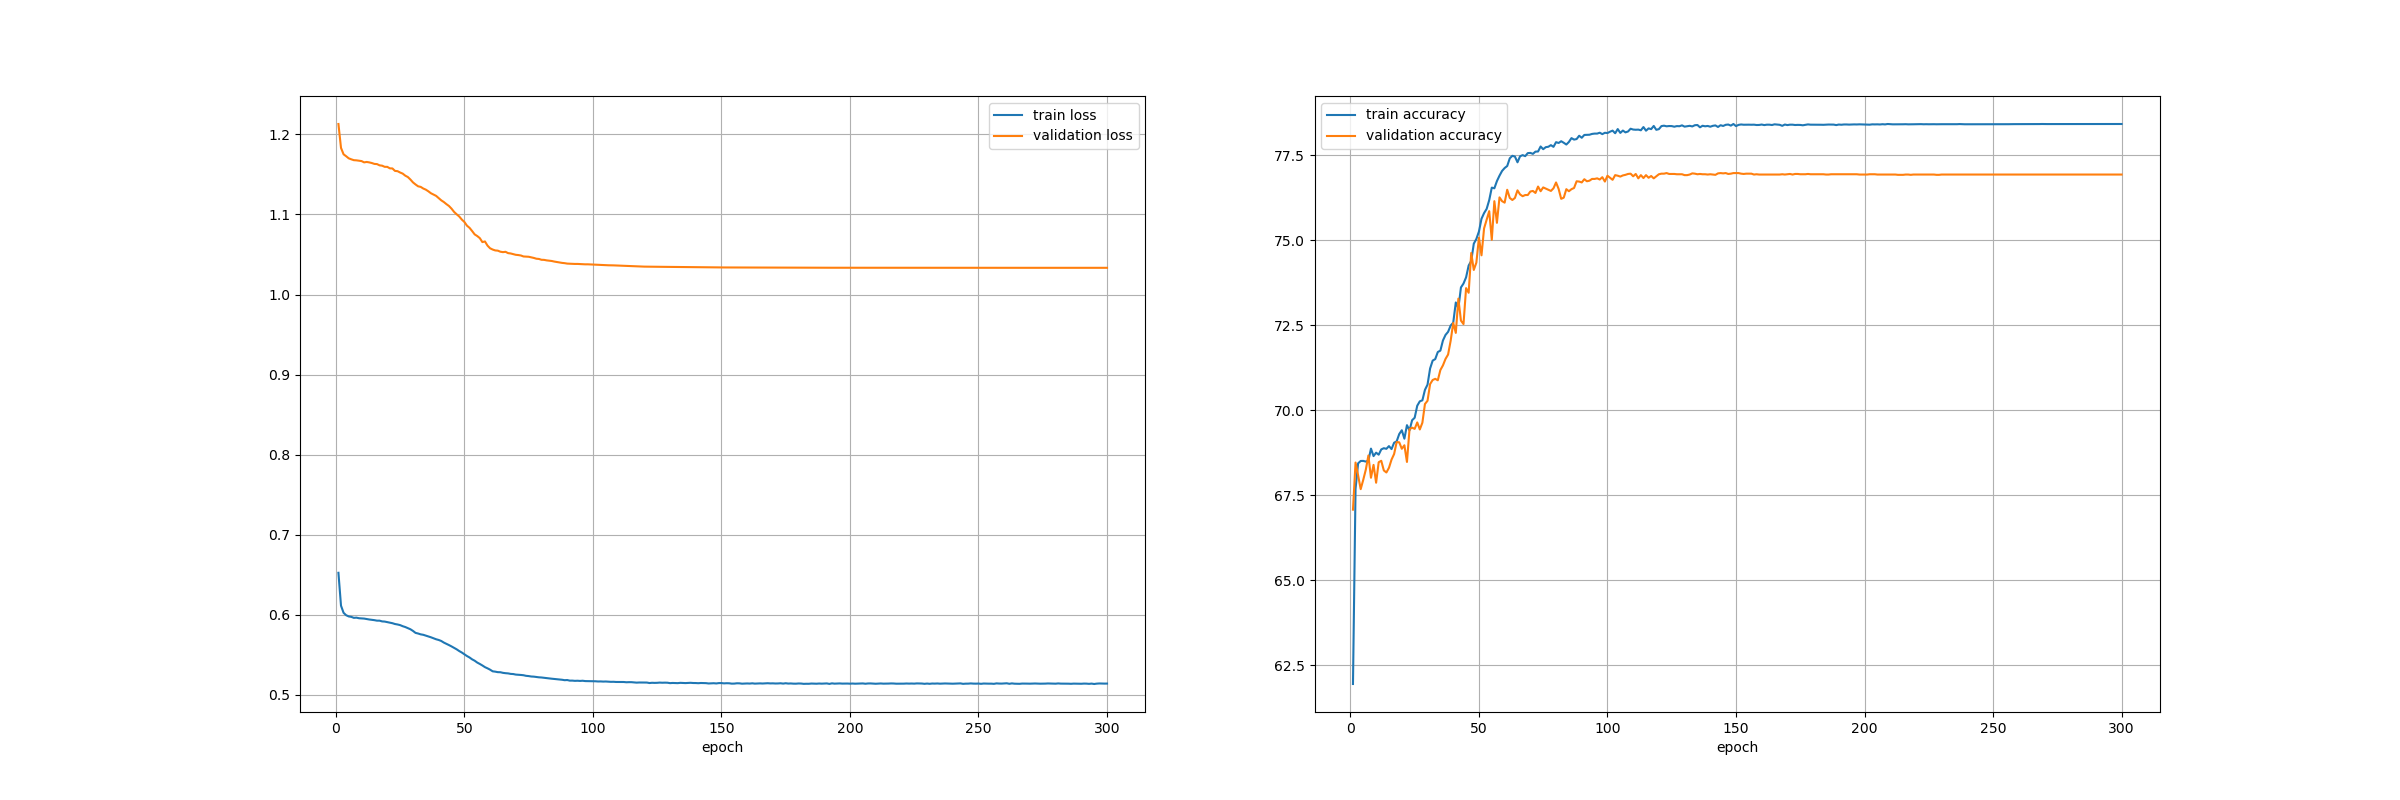 train loss
validation loss
1.2
1.1
1.0
0.9
0.8
0.7
0.6
0.5
0 50 100 150 200 250 300
epoch
train accuracy
validation accuracy
77.5
75.0
72.5
70.0
67.5
65.0
62.5
0 50 100 150 200 250 300
epoch